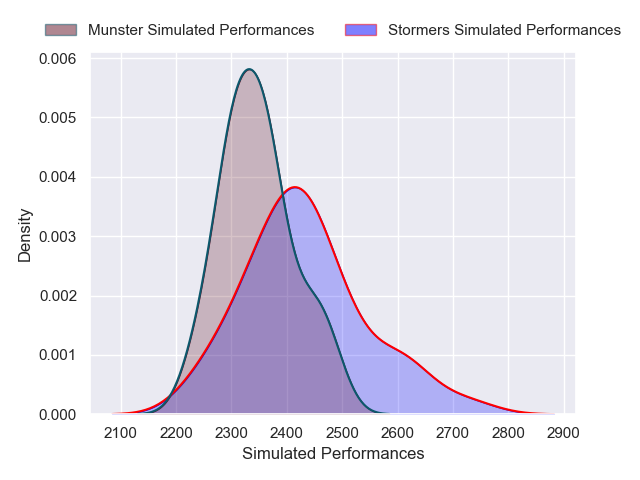 Munster Simulated Performances Stormers Simulated Performances
0.006
0.005
0.004
0.003
0.002
0.001
0.000
Density
2100 2200 2300 2400 2500 2600 2700 2800 2900
Simulated Performances